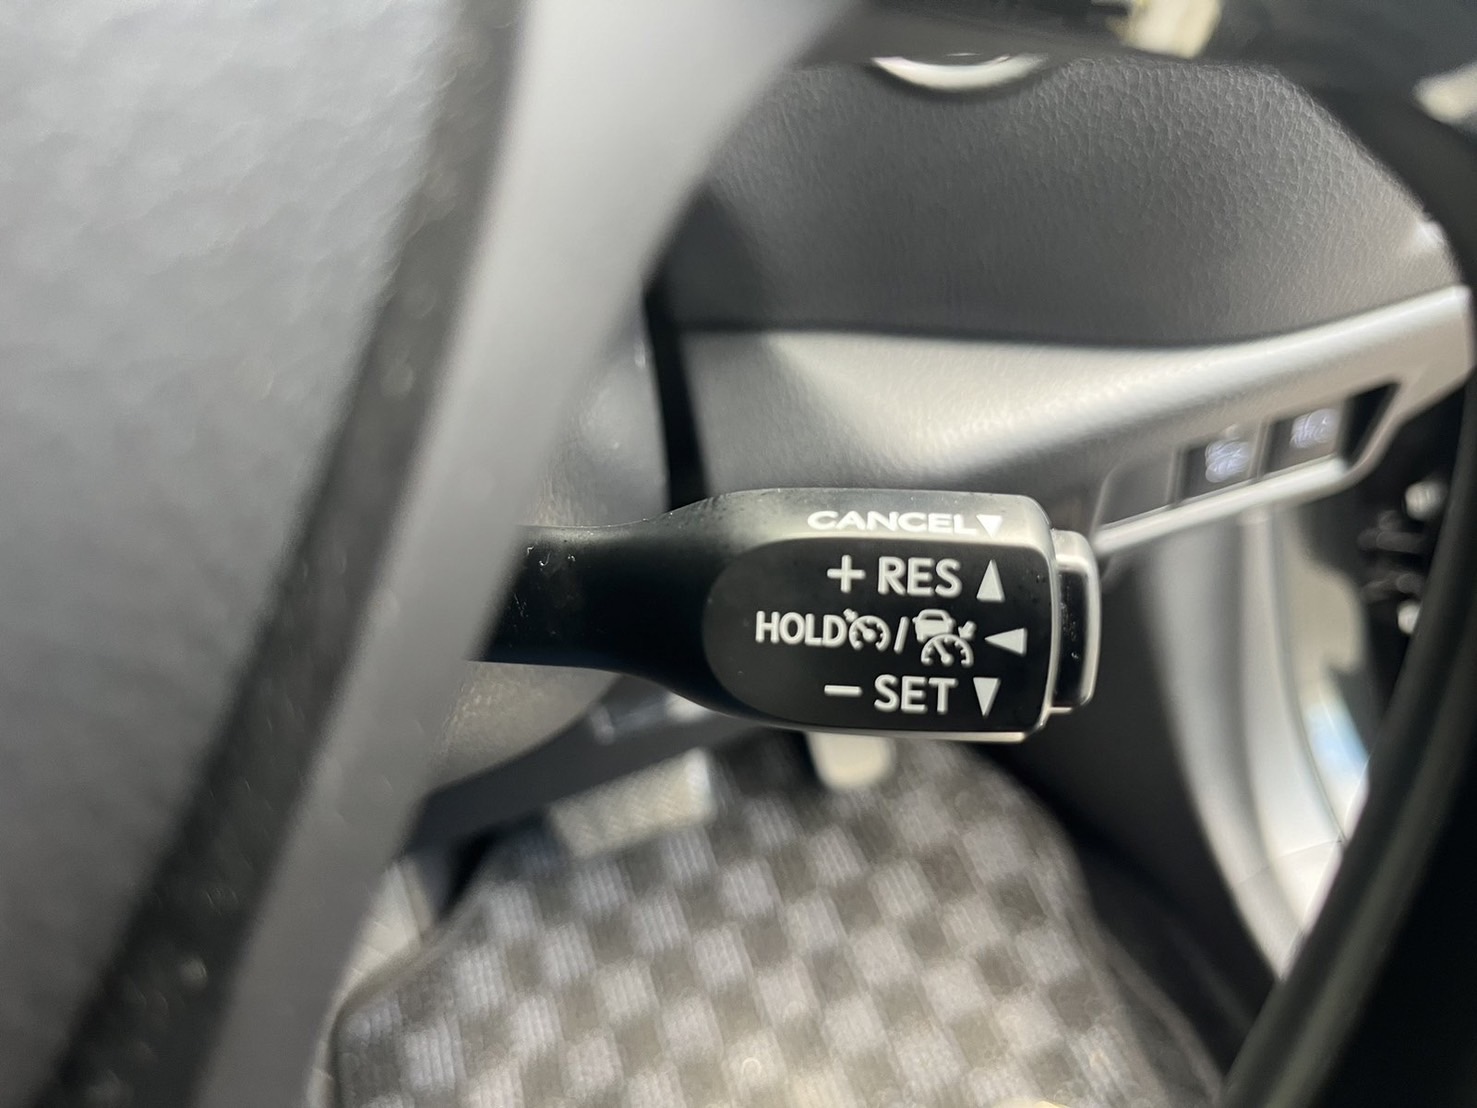 CANCEL▼
+ RES ▲
HOLD / ◀
− SET ▼